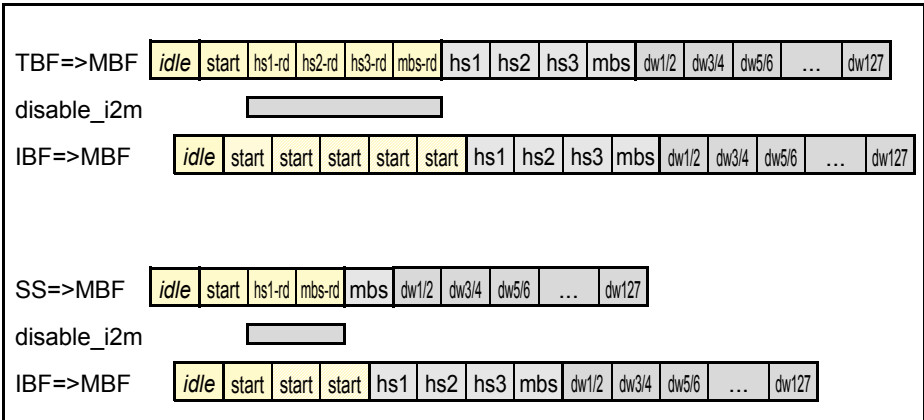 TBF=>MBF idle start hs1-rd hs2-rd hs3-rd mbs-rd hs1 hs2 hs3 mbs dw1/2 dw3/4 dw5/6 … dw127
disable_i2m
IBF=>MBF idle start start start start start hs1 hs2 hs3 mbs dw1/2 dw3/4 dw5/6 … dw127
SS=>MBF idle start hs1-rd mbs-rd mbs dw1/2 dw3/4 dw5/6 … dw127
disable_i2m
IBF=>MBF idle start start start hs1 hs2 hs3 mbs dw1/2 dw3/4 dw5/6 … dw127